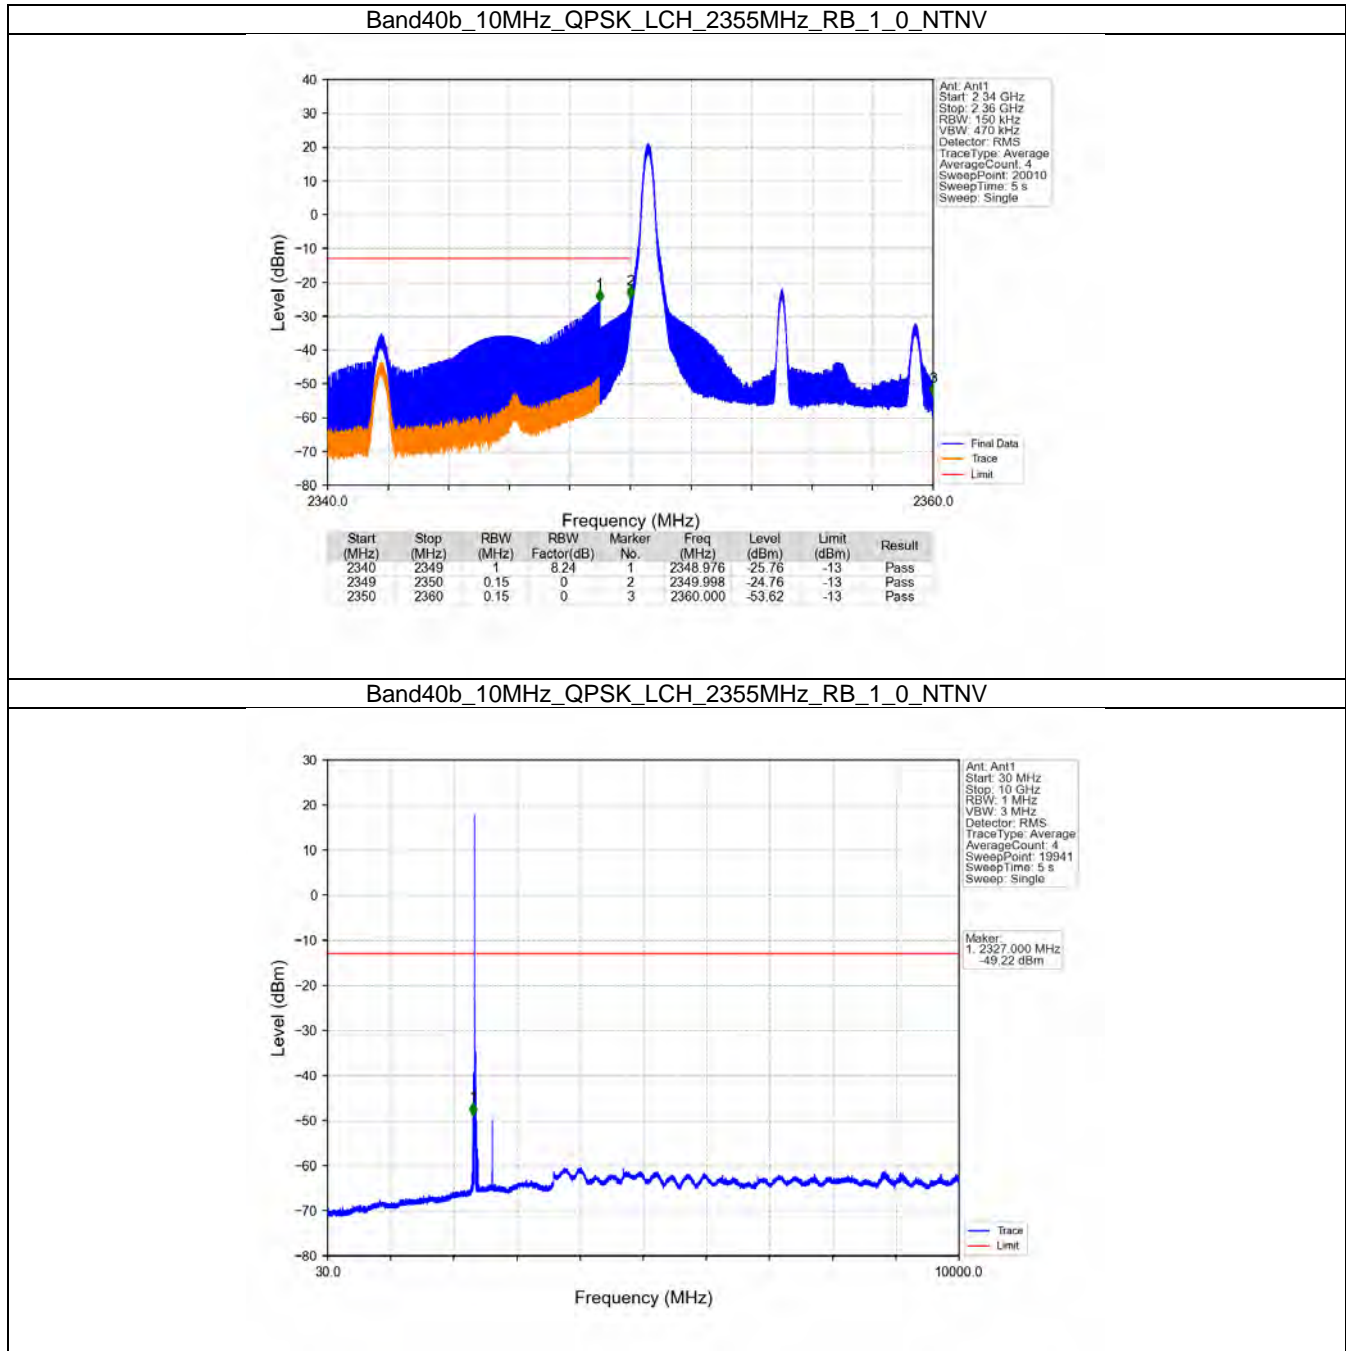 Band40b_10MHz_QPSK_LCH_2355MHz_RB_1_0_NTNV
40
30
20
10
0
−10
−20
−30
−40
−50
−60
−70
−80
Level (dBm)
1
2
3
2340.0
2360.0
Frequency (MHz)
Ant: Ant1
Start: 2.34 GHz
Stop: 2.36 GHz
RBW: 150 kHz
VBW: 470 kHz
Detector: RMS
TraceType: Average
AverageCount: 4
SweepPoint: 20010
SweepTime: 5 s
Sweep: Single
Final Data
Trace
Limit
Start (MHz) Stop (MHz) RBW (MHz) RBW Factor(dB) Marker No. Freq (MHz) Level (dBm) Limit (dBm) Result
2340 2349 1 8.24 1 2348.976 -25.76 -13 Pass
2349 2350 0.15 0 2 2349.998 -24.76 -13 Pass
2350 2360 0.15 0 3 2360.000 -53.62 -13 Pass
Band40b_10MHz_QPSK_LCH_2355MHz_RB_1_0_NTNV
30
20
10
0
−10
−20
−30
−40
−50
−60
−70
−80
Level (dBm)
1
30.0
10000.0
Frequency (MHz)
Ant: Ant1
Start: 30 MHz
Stop: 10 GHz
RBW: 1 MHz
VBW: 3 MHz
Detector: RMS
TraceType: Average
AverageCount: 4
SweepPoint: 19941
SweepTime: 5 s
Sweep: Single
Maker:
1. 2327.000 MHz
-49.22 dBm
Trace
Limit